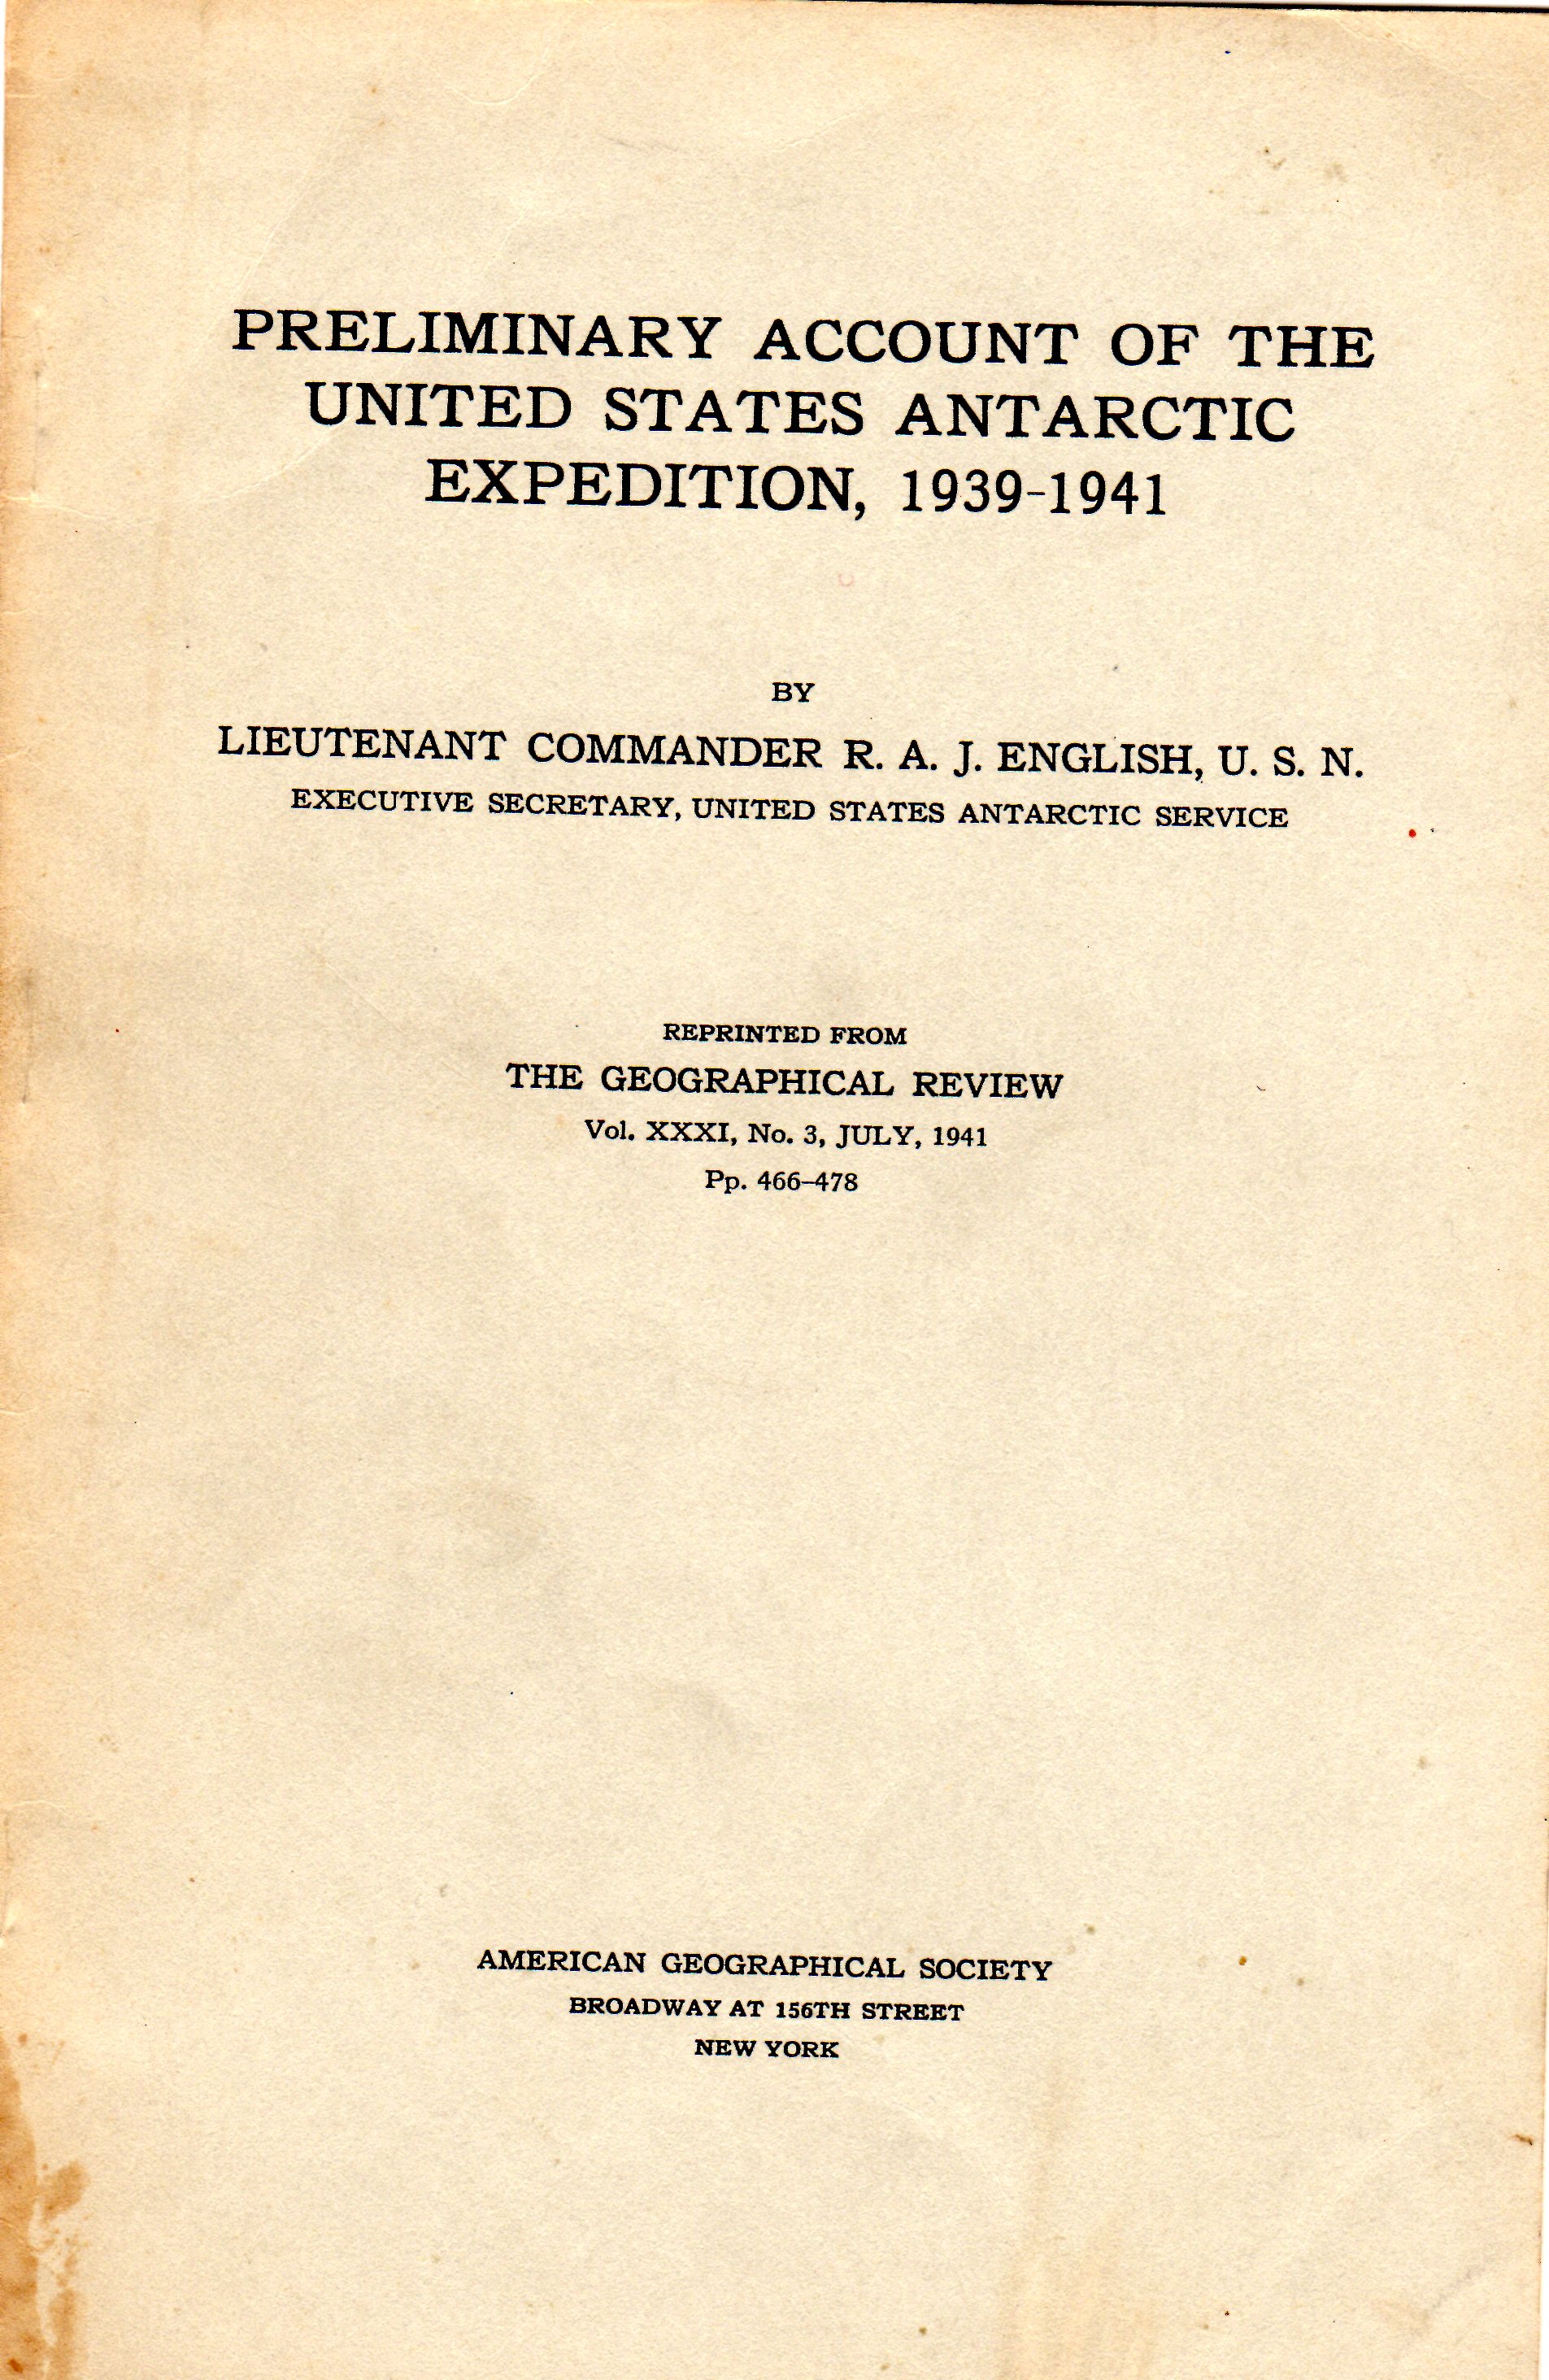 PRELIMINARY ACCOUNT OF THE
UNITED STATES ANTARCTIC
EXPEDITION, 1939-1941
BY
LIEUTENANT COMMANDER R. A. J. ENGLISH, U. S. N.
EXECUTIVE SECRETARY, UNITED STATES ANTARCTIC SERVICE
REPRINTED FROM
THE GEOGRAPHICAL REVIEW
Vol. XXXI, No. 3, JULY, 1941
Pp. 466–478
AMERICAN GEOGRAPHICAL SOCIETY
BROADWAY AT 156TH STREET
NEW YORK